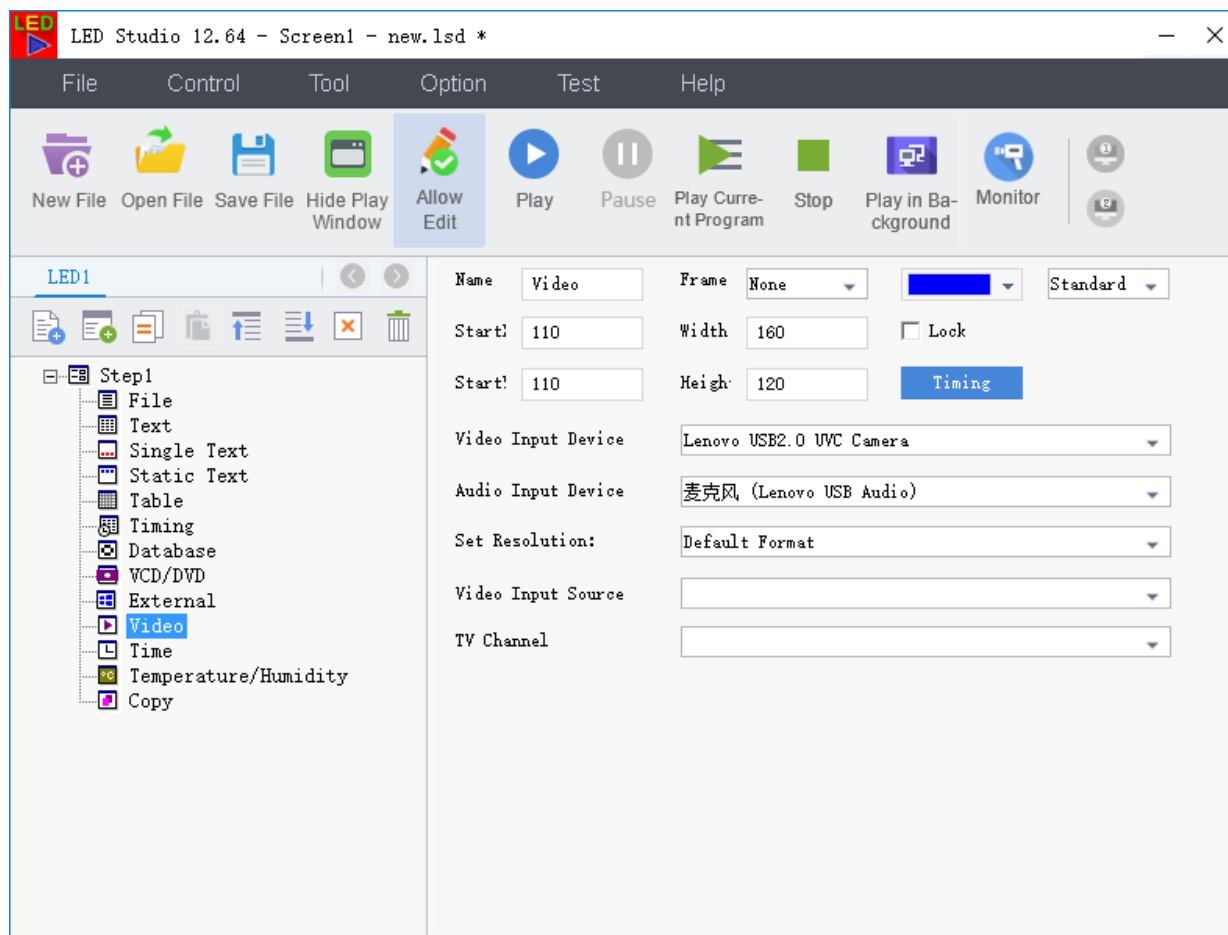 LED
LED Studio 12.64 - Screen1 - new.lsd *
File Control Tool Option Test Help
New File Open File Save File Hide Play Window Allow Edit Play Pause Play Curre-nt Program Stop Play in Ba-ckground Monitor
1
2
LED1
Step1
File
Text
Single Text
Static Text
Table
Timing
Database
VCD/DVD
External
Video
Time
Temperature/Humidity
Copy
Name Video Frame None Standard
Start 110 Width 160 Lock
Start 110 Heigh 120 Timing
Video Input Device Lenovo USB2.0 UVC Camera
Audio Input Device 麦克风 (Lenovo USB Audio)
Set Resolution: Default Format
Video Input Source
TV Channel